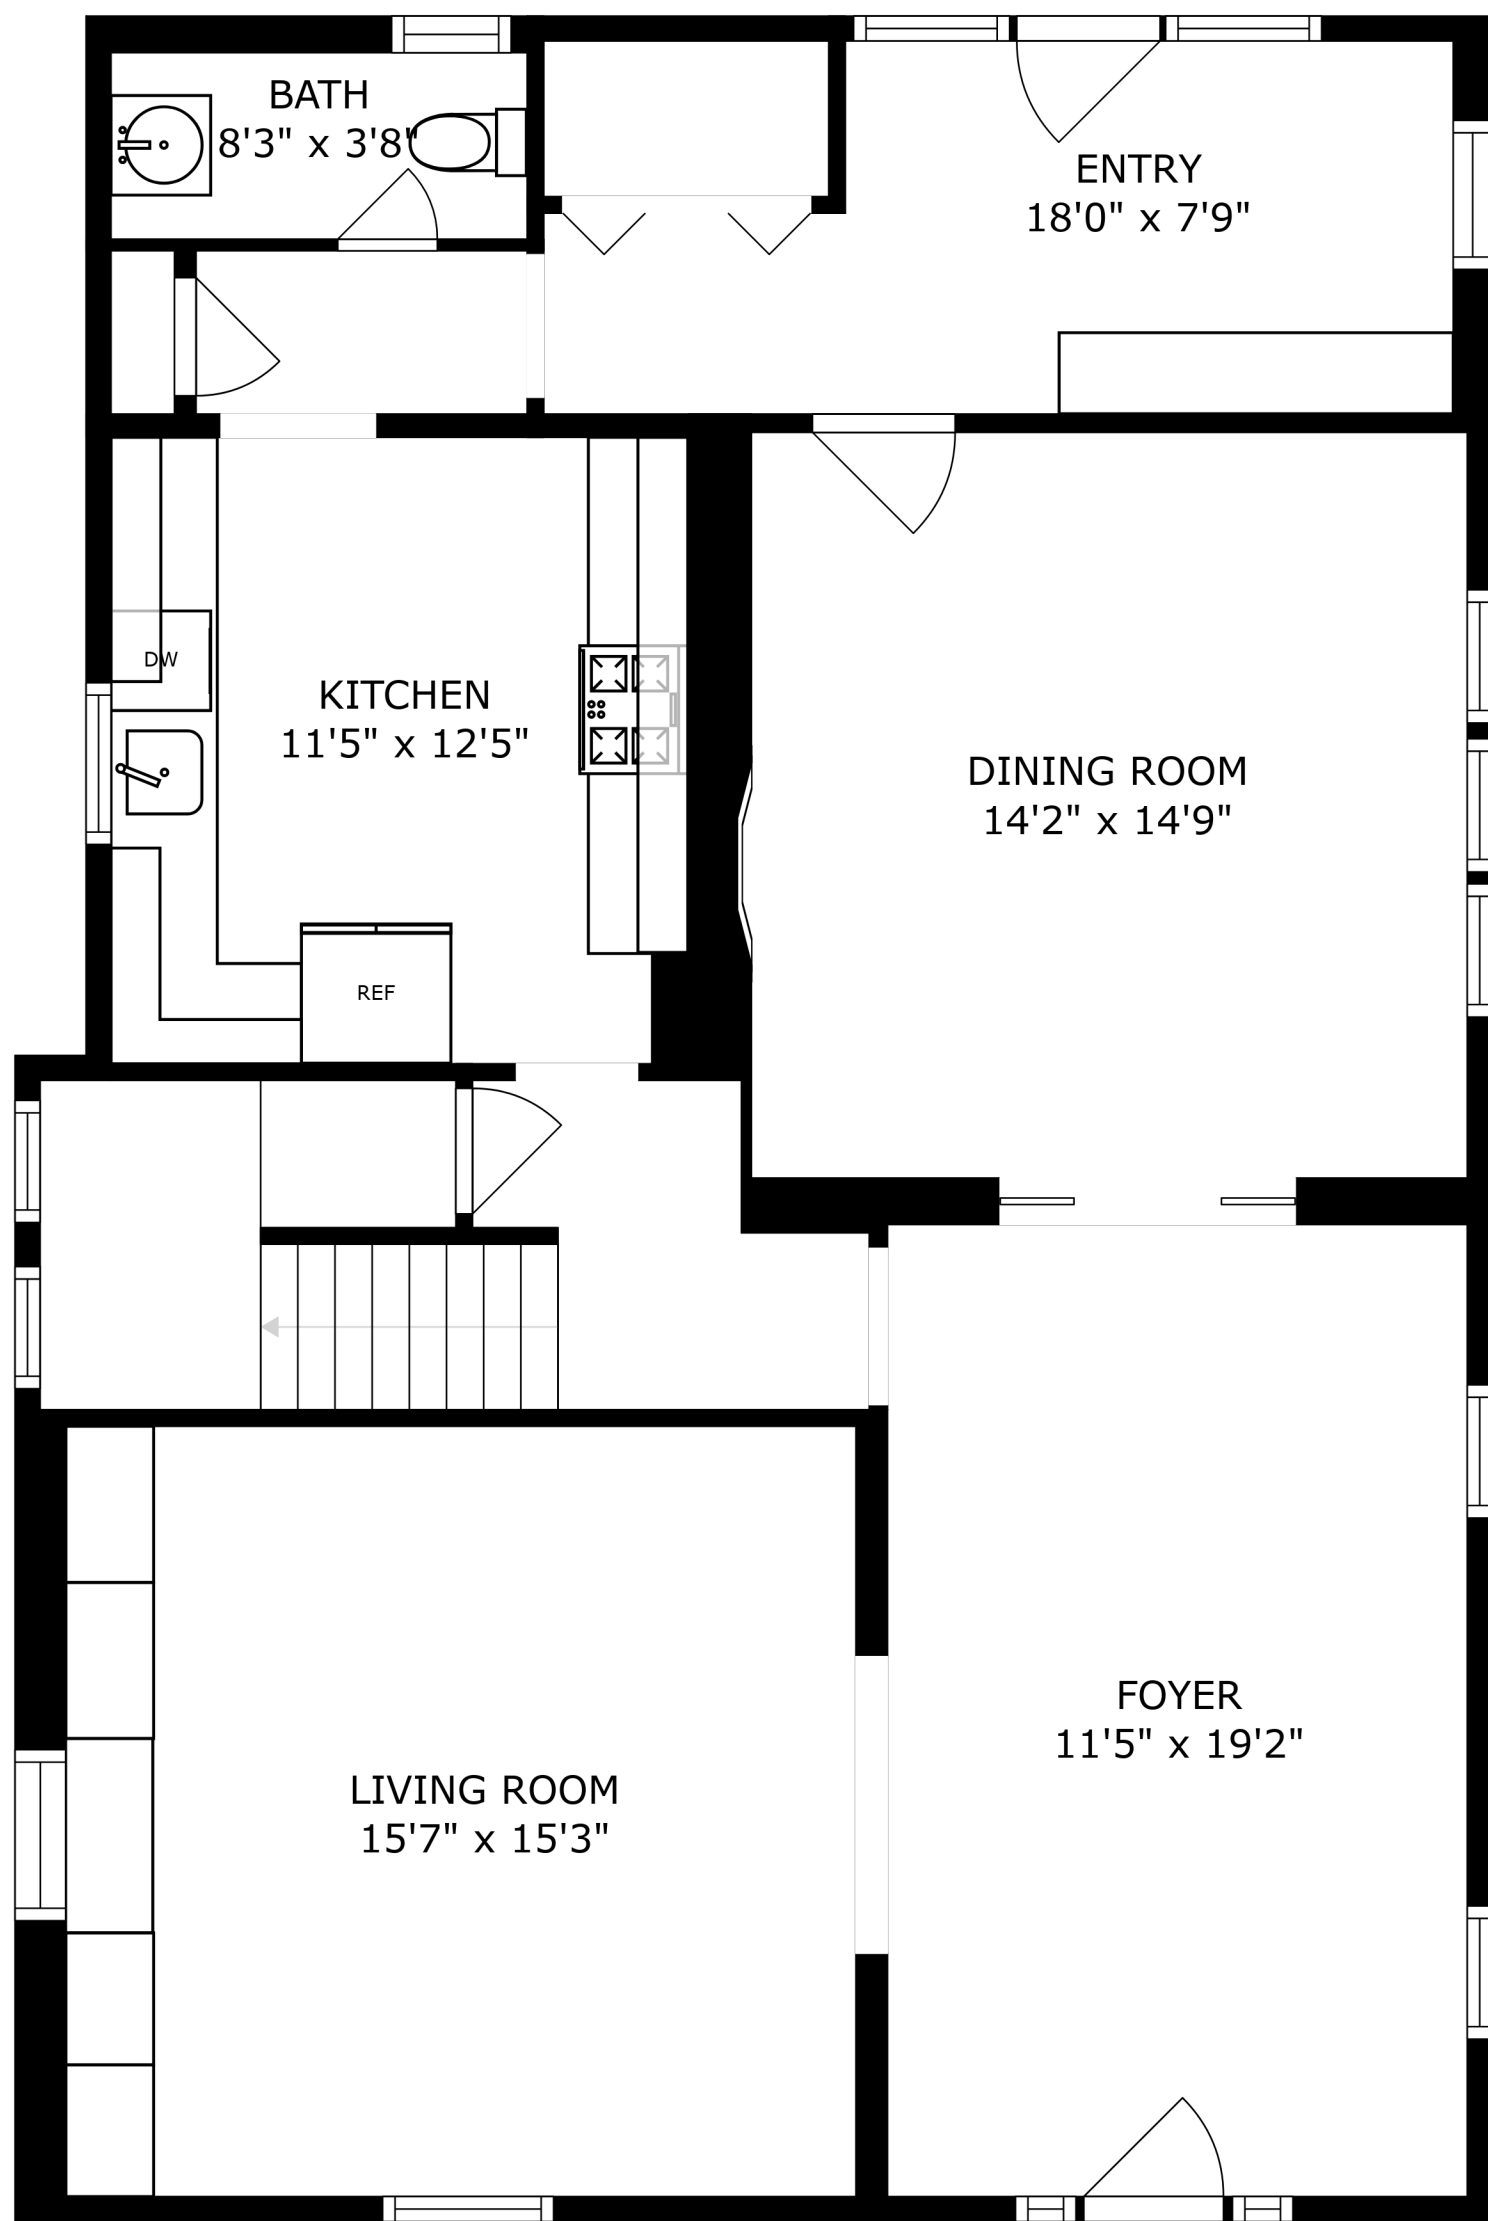 BATH
8'3" x 3'8"
ENTRY
18'0" x 7'9"
DW
KITCHEN
11'5" x 12'5"
DINING ROOM
14'2" x 14'9"
REF
FOYER
11'5" x 19'2"
LIVING ROOM
15'7" x 15'3"